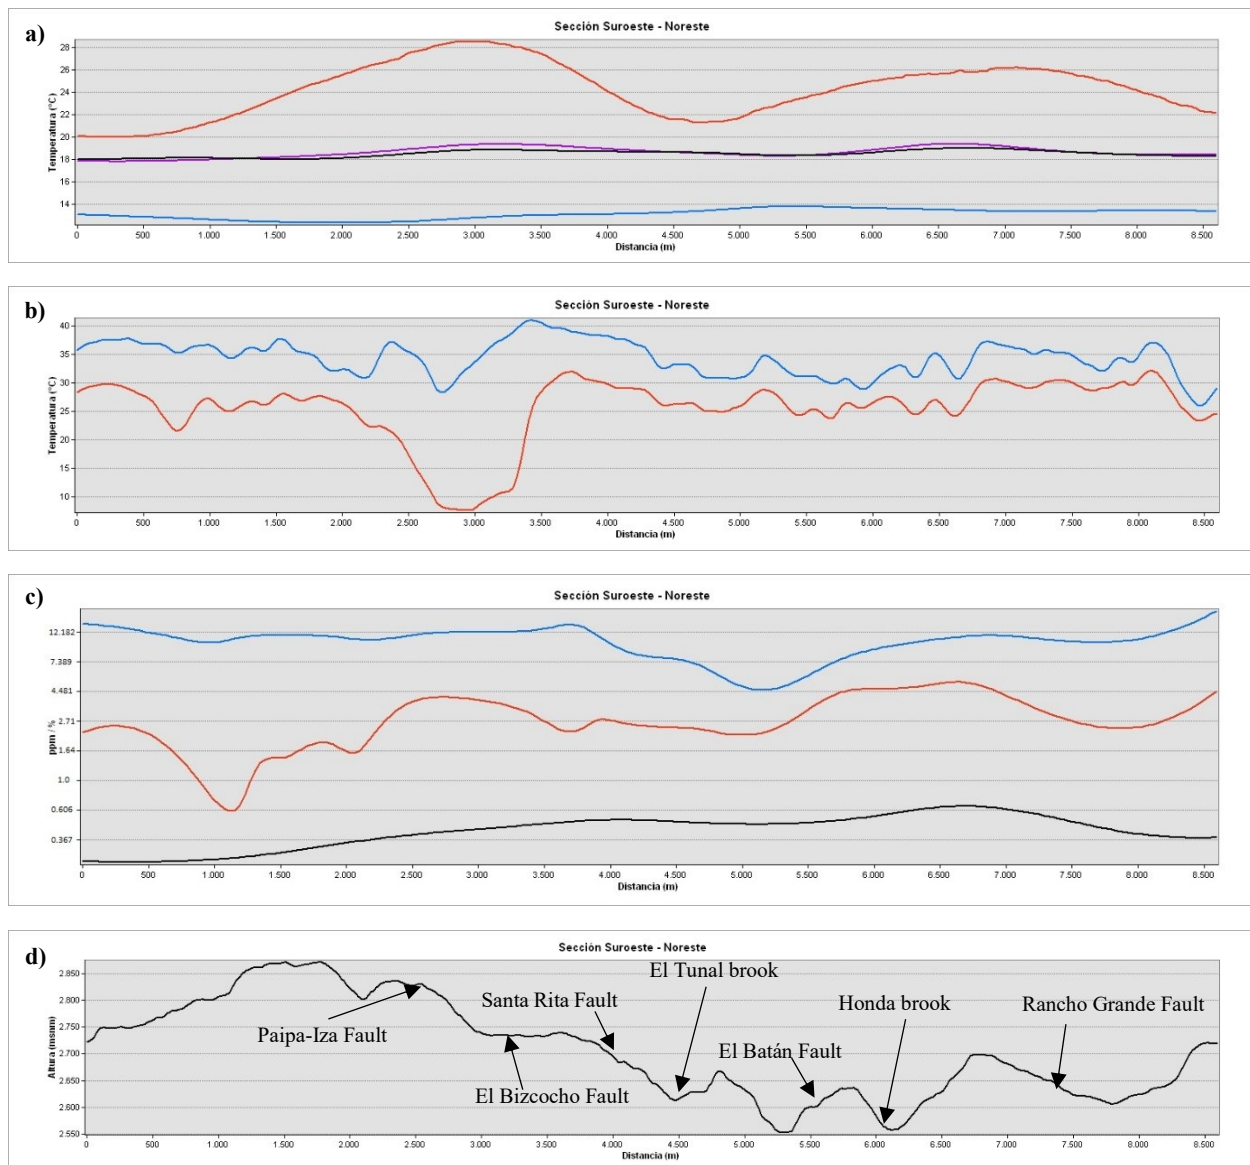 a)
Sección Suroeste - Noreste
Temperatura (°C)
28
26
24
22
20
18
16
14
0 500 1.000 1.500 2.000 2.500 3.000 3.500 4.000 4.500 5.000 5.500 6.000 6.500 7.000 7.500 8.000 8.500
Distancia (m)
b)
Sección Suroeste - Noreste
Temperatura (°C)
40
35
30
25
20
15
10
0 500 1.000 1.500 2.000 2.500 3.000 3.500 4.000 4.500 5.000 5.500 6.000 6.500 7.000 7.500 8.000 8.500
Distancia (m)
c)
Sección Suroeste - Noreste
ppm / %
12.182
7.389
4.481
2.71
1.64
1.0
0.606
0.367
0 500 1.000 1.500 2.000 2.500 3.000 3.500 4.000 4.500 5.000 5.500 6.000 6.500 7.000 7.500 8.000 8.500
Distancia (m)
d)
Sección Suroeste - Noreste
Altura (msnm)
2.850
2.800
2.750
2.700
2.650
2.600
2.550
El Tunal brook
Santa Rita Fault
Honda brook
Rancho Grande Fault
Paipa-Iza Fault
El Batán Fault
El Bizcocho Fault
0 500 1.000 1.500 2.000 2.500 3.000 3.500 4.000 4.500 5.000 5.500 6.000 6.500 7.000 7.500 8.000 8.500
Distancia (m)